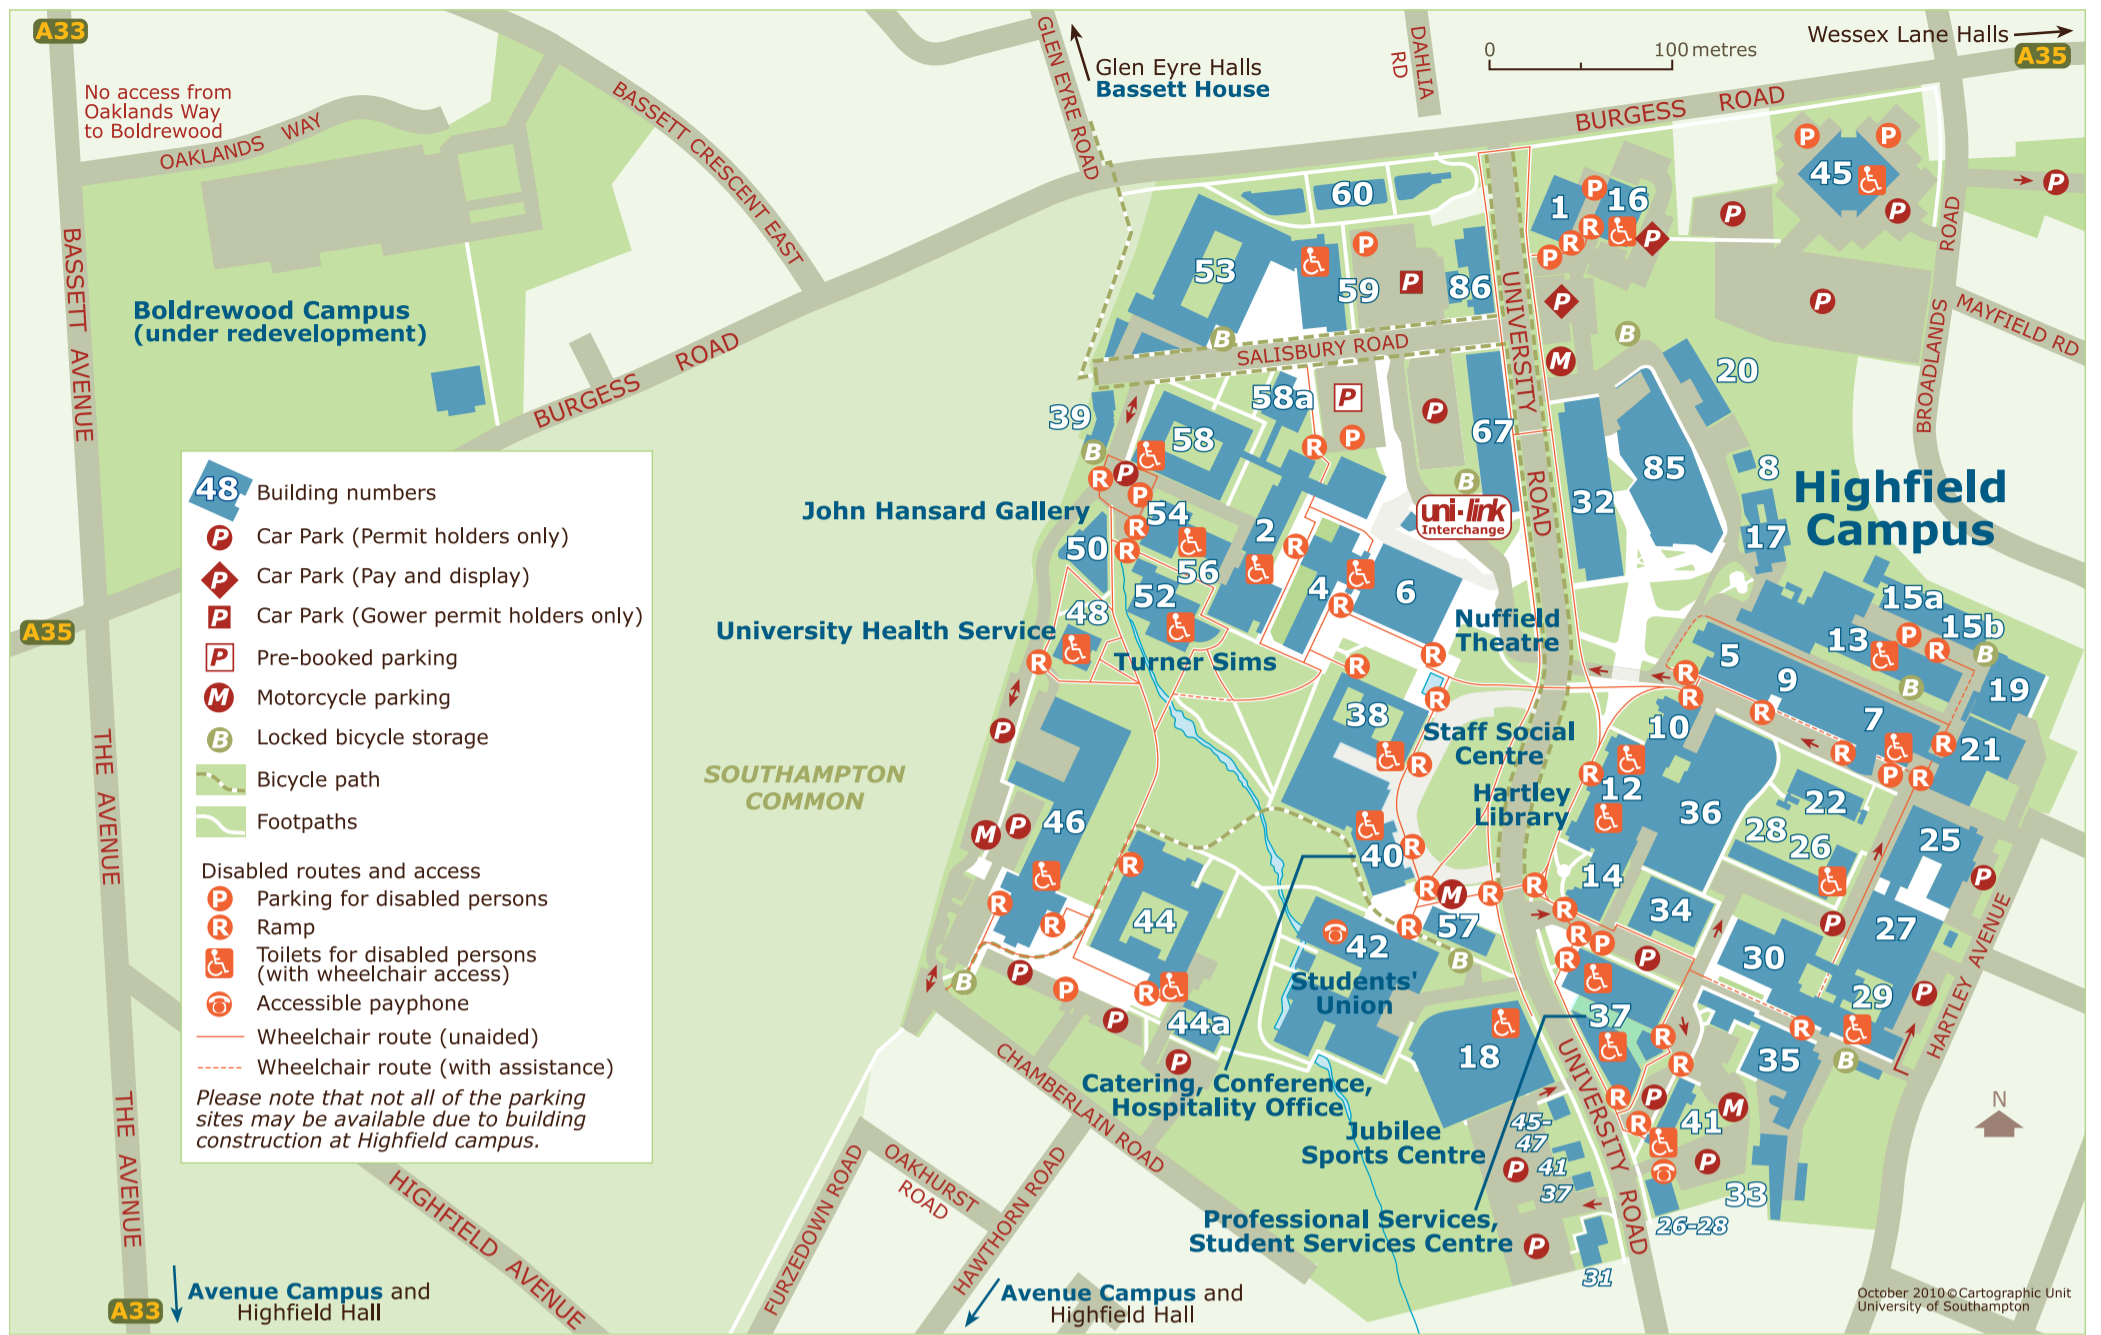 A33
No access from
Oaklands Way
to Boldrewood
OAKLANDS WAY
BASSETT CRESCENT EAST
GLEN EYRE ROAD
Glen Eyre Halls
Bassett House
DAHLIA
RD
0
100 metres
Wessex Lane Halls
A35
BURGESS ROAD
BASSETT AVENUE
Boldrewood Campus
(under redevelopment)
BURGESS ROAD
60
1
P
16
P
P
45
P
P
P
53
59
P
P
86
R
R
P
P
P
P
ROAD
BROADLANDS
MAYFIELD RD
UNIVERSITY
ROAD
B
SALISBURY ROAD
M
B
20
39
58a
P
P
P
67
58
B
R
P
P
R
B
32
85
8
17
Highfield
Campus
John Hansard Gallery
54
R
R
50
56
52
2
R
uni-link
Interchange
4
6
R
48
University Health Service
R
Turner Sims
R
R
Nuffield
Theatre
15a
15b
13
P
R
B
5
9
R
R
R
B
19
7
R
R
21
P
R
10
38
R
R
Staff Social
Centre
Hartley
Library
R
12
36
22
28
26
25
P
SOUTHAMPTON
COMMON
P
46
M
P
R
R
R
44
40
R
R
M
R
R
14
34
P
27
30
57
R
B
42
Students'
Union
R
R
P
R
P
29
P
HARTLEY AVENUE
B
P
P
R
P
44a
P
18
37
R
R
R
35
B
CHAMBERLAIN ROAD
Catering, Conference,
Hospitality Office
Jubilee
Sports Centre
45-
47
41
37
P
R
P
M
R
41
P
33
26-28
UNIVERSITY ROAD
Professional Services,
Student Services Centre
P
31
N
48
Building numbers
P
Car Park (Permit holders only)
P
Car Park (Pay and display)
P
Car Park (Gower permit holders only)
P
Pre-booked parking
M
Motorcycle parking
B
Locked bicycle storage
Bicycle path
Footpaths
Disabled routes and access
P
Parking for disabled persons
R
Ramp
Toilets for disabled persons
(with wheelchair access)
Accessible payphone
Wheelchair route (unaided)
Wheelchair route (with assistance)
Please note that not all of the parking
sites may be available due to building
construction at Highfield campus.
A35
THE AVENUE
THE AVENUE
HIGHFIELD AVENUE
FURZEDOWN ROAD
OAKHURST
ROAD
HAWTHORN ROAD
A33
Avenue Campus and
Highfield Hall
Avenue Campus and
Highfield Hall
October 2010 © Cartographic Unit
University of Southampton